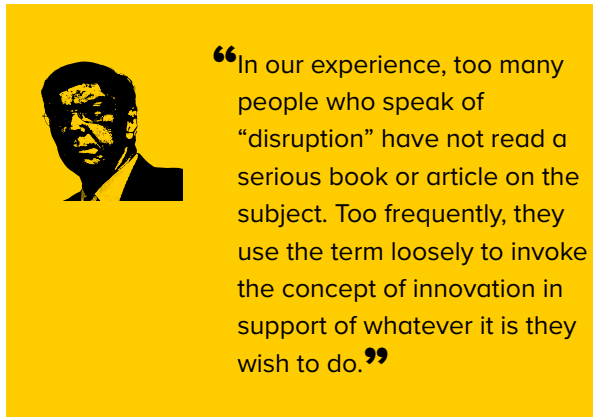 “In our experience, too many
people who speak of
“disruption” have not read a
serious book or article on the
subject. Too frequently, they
use the term loosely to invoke
the concept of innovation in
support of whatever it is they
wish to do.”